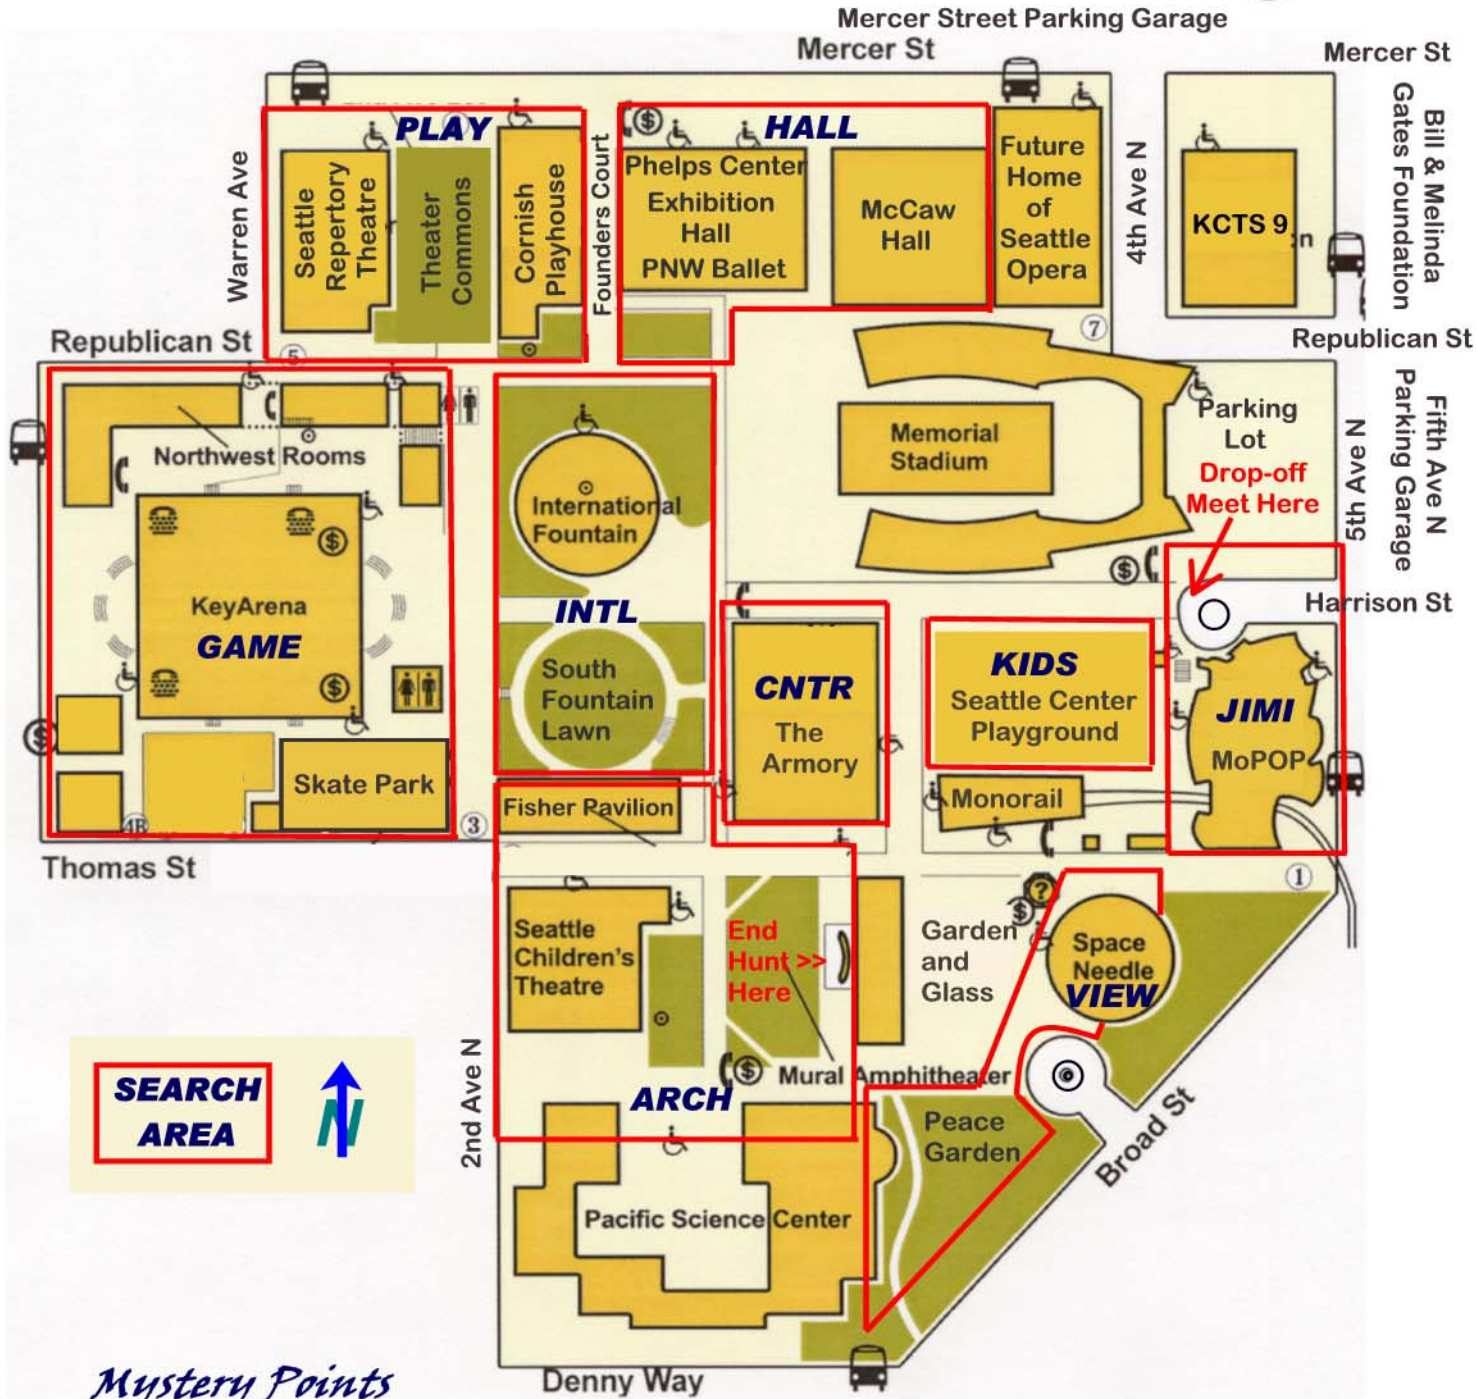 Mercer Street Parking Garage
Mercer St
Mercer St
Bill & Melinda
Gates Foundation
PLAY
HALL
Warren Ave
Seattle
Repertory
Theatre
Theater
Commons
Cornish
Playhouse
Founders Court
$
Phelps Center
Exhibition
Hall
PNW Ballet
McCaw
Hall
Future
Home
of
Seattle
Opera
4th Ave N
KCTS 9
n
7
Republican St
Republican St
5
Northwest Rooms
International
Fountain
Memorial
Stadium
Parking
Lot
Drop-off
Meet Here
5th Ave N
Fifth Ave N
Parking Garage
$
$
KeyArena
GAME
INTL
Harrison St
South
Fountain
Lawn
CNTR
The
Armory
KIDS
Seattle Center
Playground
JIMI
MoPOP
$
$
Skate Park
4B
3
Fisher Pavilion
Monorail
Thomas St
1
?
$
Seattle
Children's
Theatre
End
Hunt >>
Here
Garden
and
Glass
Space
Needle
VIEW
2nd Ave N
$
Mural Amphitheater
ARCH
Peace
Garden
Broad St
SEARCH
AREA
N
Pacific Science Center
Denny Way
Mystery Points